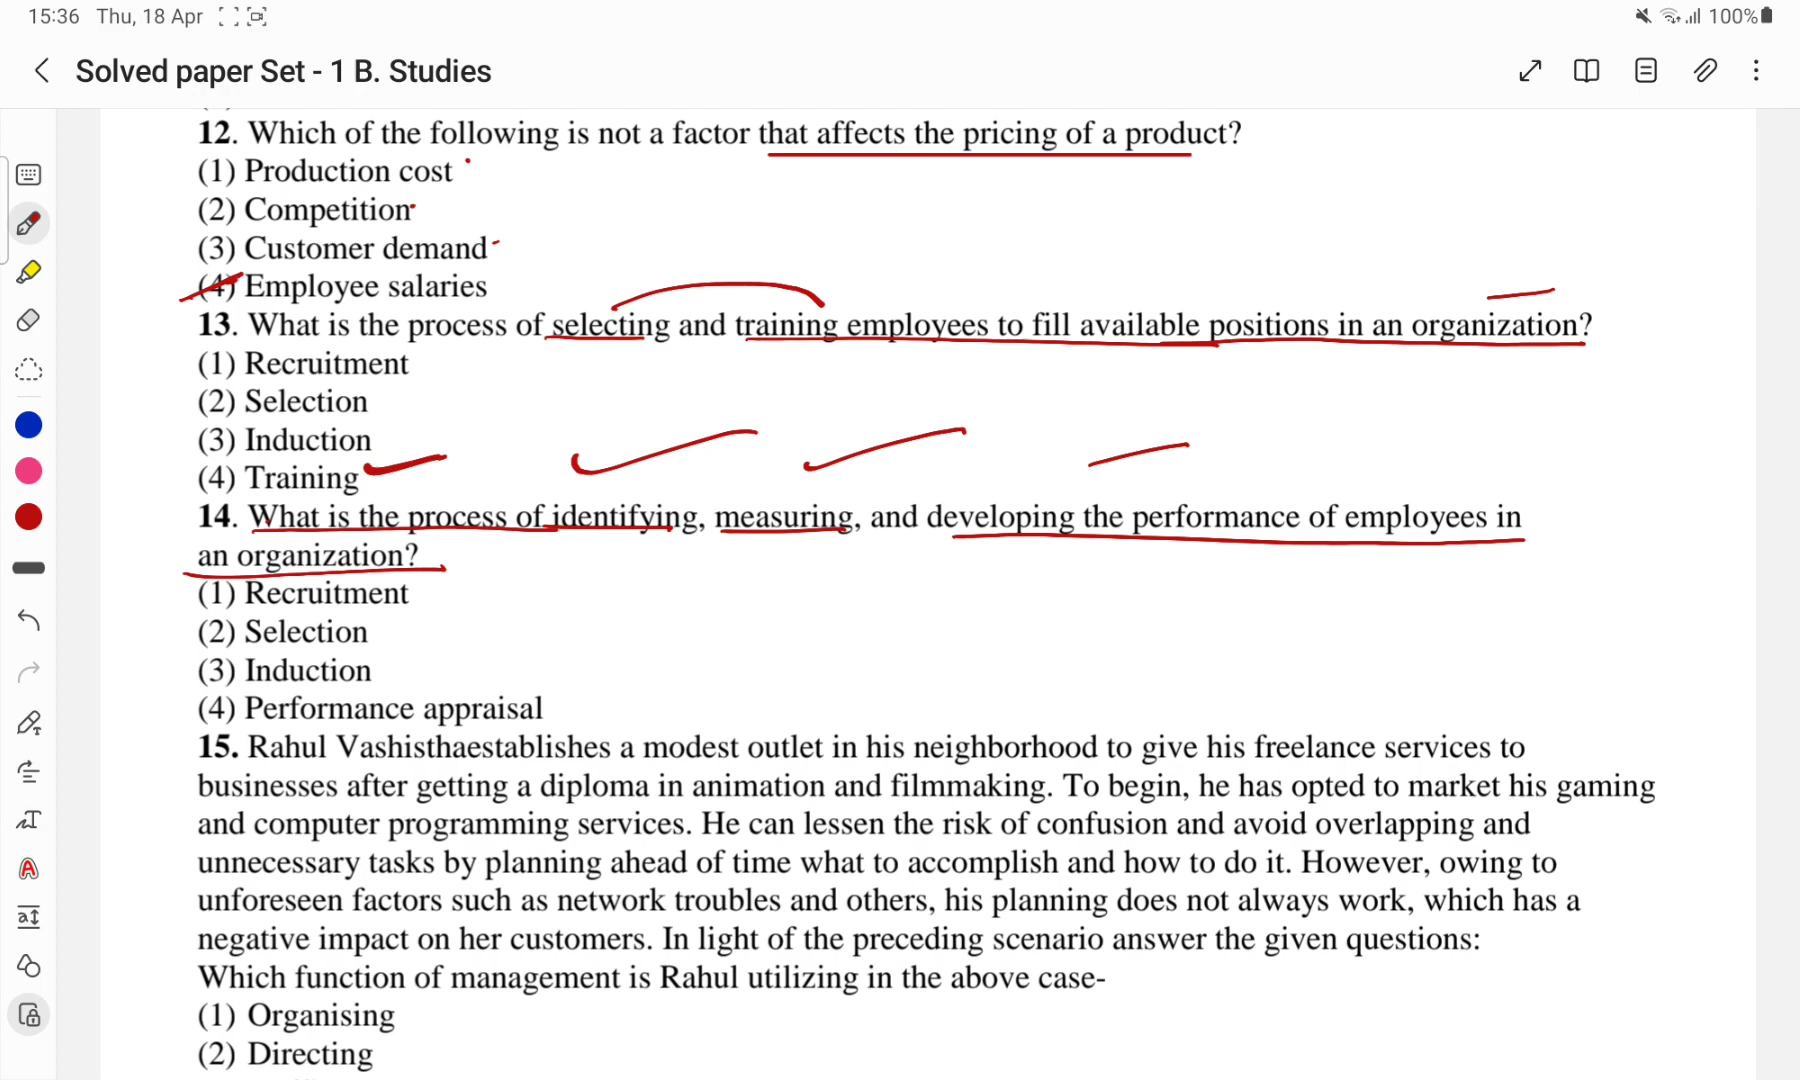 15:36 Thu, 18 Apr 100%
Solved paper Set - 1 B. Studies
12. Which of the following is not a factor that affects the pricing of a product?
(1) Production cost
(2) Competition
(3) Customer demand
(4) Employee salaries
13. What is the process of selecting and training employees to fill available positions in an organization?
(1) Recruitment
(2) Selection
(3) Induction
(4) Training
14. What is the process of identifying, measuring, and developing the performance of employees in
an organization?
(1) Recruitment
(2) Selection
(3) Induction
(4) Performance appraisal
15. Rahul Vashisthaestablishes a modest outlet in his neighborhood to give his freelance services to
businesses after getting a diploma in animation and filmmaking. To begin, he has opted to market his gaming
and computer programming services. He can lessen the risk of confusion and avoid overlapping and
unnecessary tasks by planning ahead of time what to accomplish and how to do it. However, owing to
unforeseen factors such as network troubles and others, his planning does not always work, which has a
negative impact on her customers. In light of the preceding scenario answer the given questions:
Which function of management is Rahul utilizing in the above case-
(1) Organising
(2) Directing